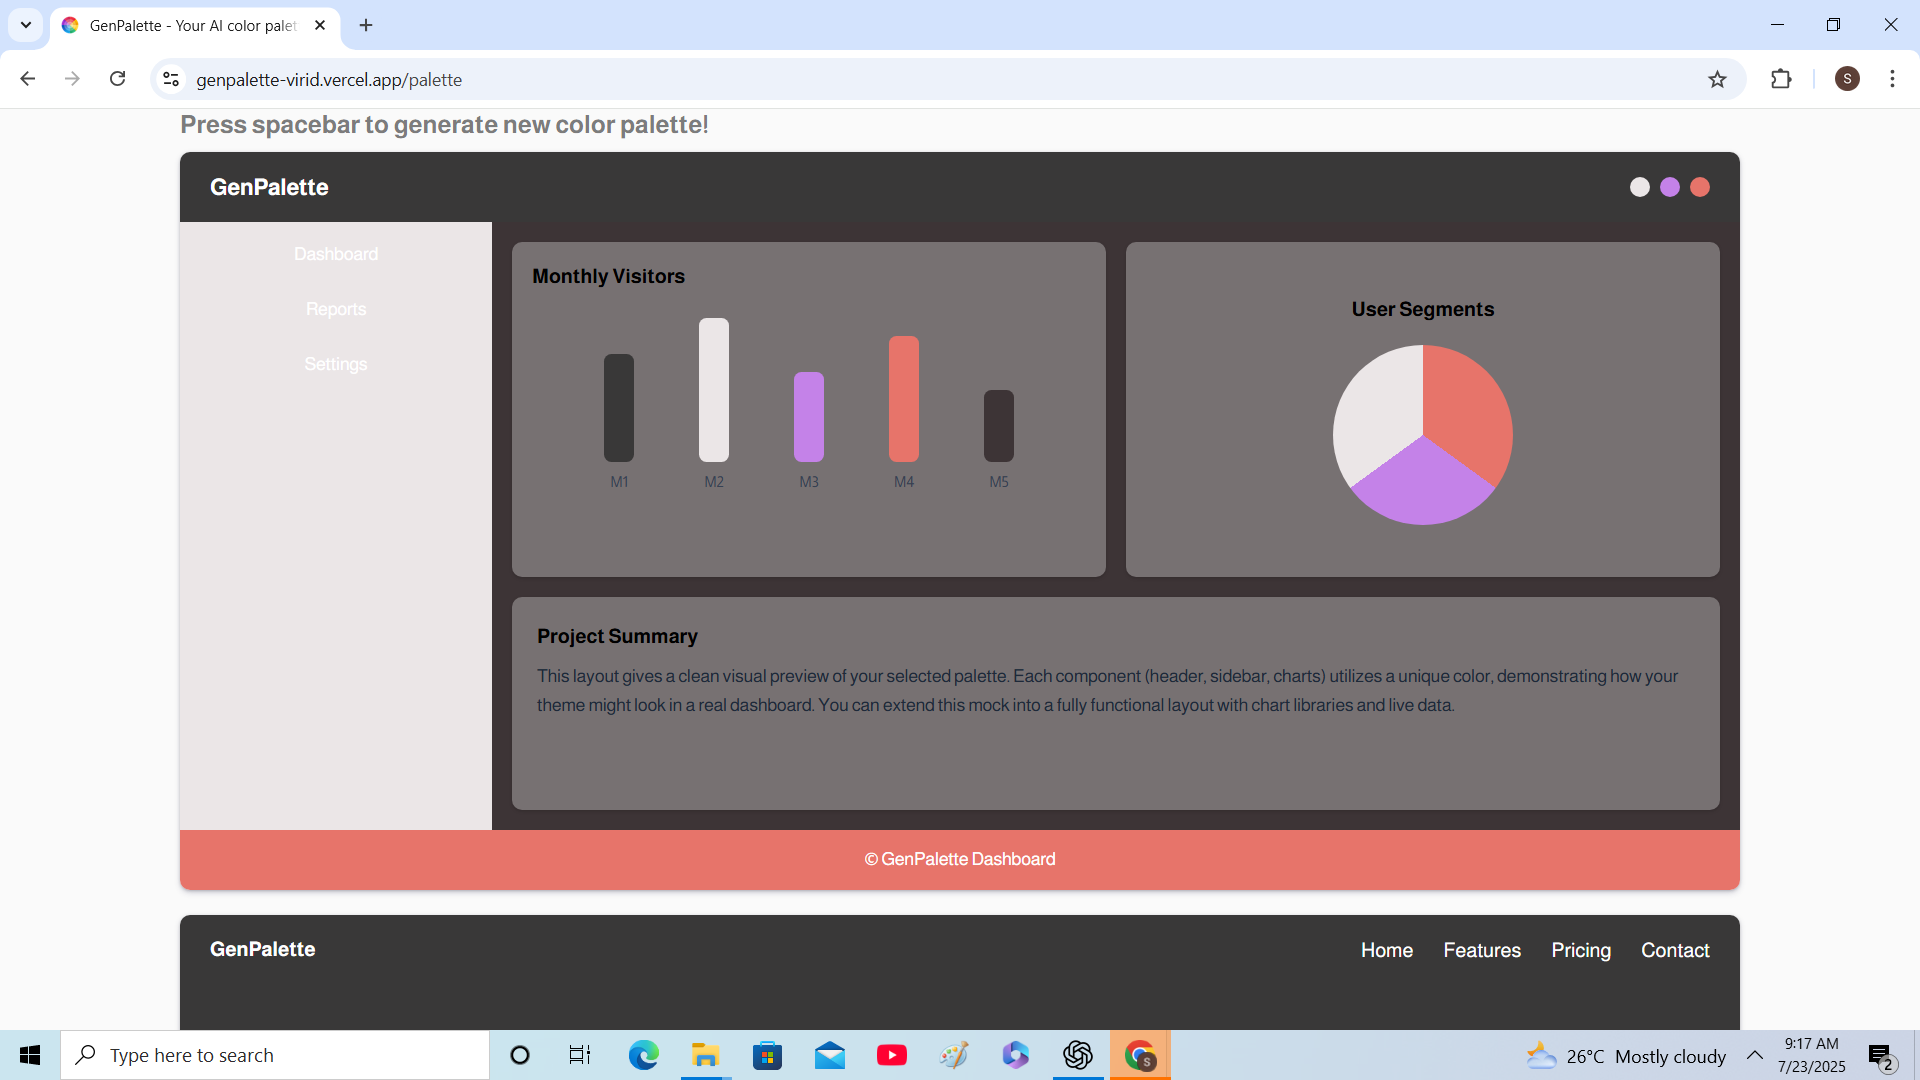 GenPalette - Your AI color palet
genpalette-virid.vercel.app/palette
S
Press spacebar to generate new color palette!
GenPalette
Dashboard
Reports
Settings
Monthly Visitors
M1 M2 M3 M4 M5
User Segments
Project Summary
This layout gives a clean visual preview of your selected palette. Each component (header, sidebar, charts) utilizes a unique color, demonstrating how your
theme might look in a real dashboard. You can extend this mock into a fully functional layout with chart libraries and live data.
© GenPalette Dashboard
GenPalette
Home Features Pricing Contact
Type here to search
S
26°C Mostly cloudy
9:17 AM
7/23/2025
2